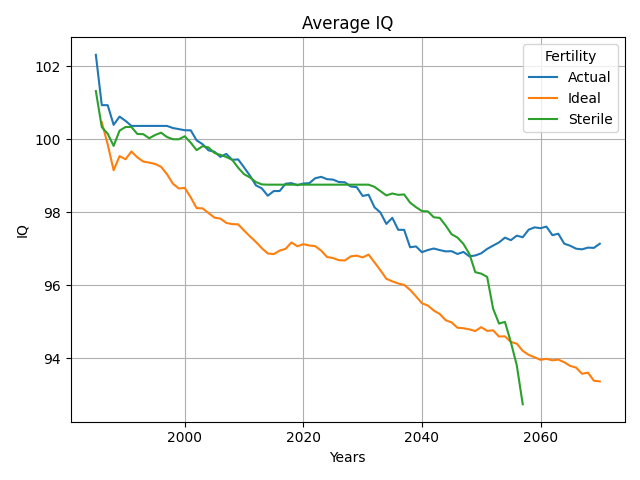 Average IQ
Fertility
Actual
Ideal
Sterile
102
100
98
96
94
IQ
2000
2020
2040
2060
Years